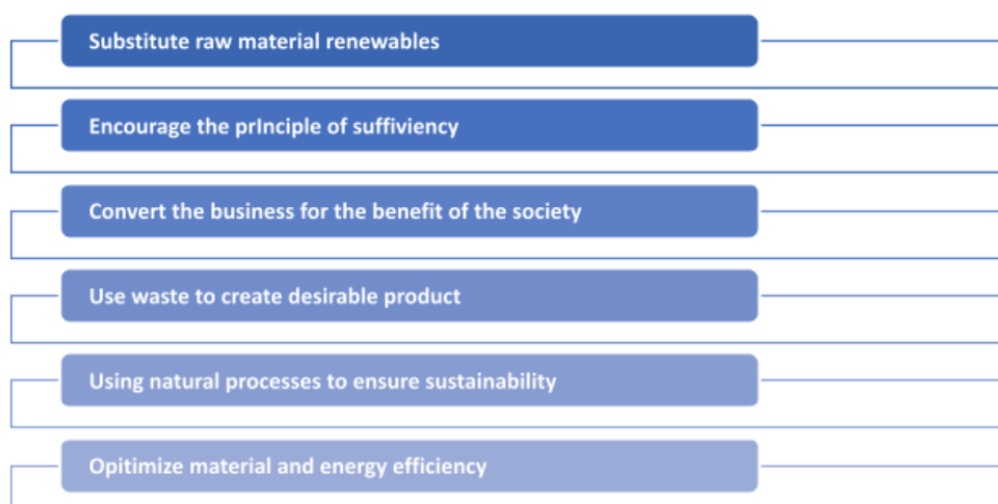 Substitute raw material renewables
Encourage the prInciple of suffiviency
Convert the business for the benefit of the society
Use waste to create desirable product
Using natural processes to ensure sustainability
Opitimize material and energy efficiency